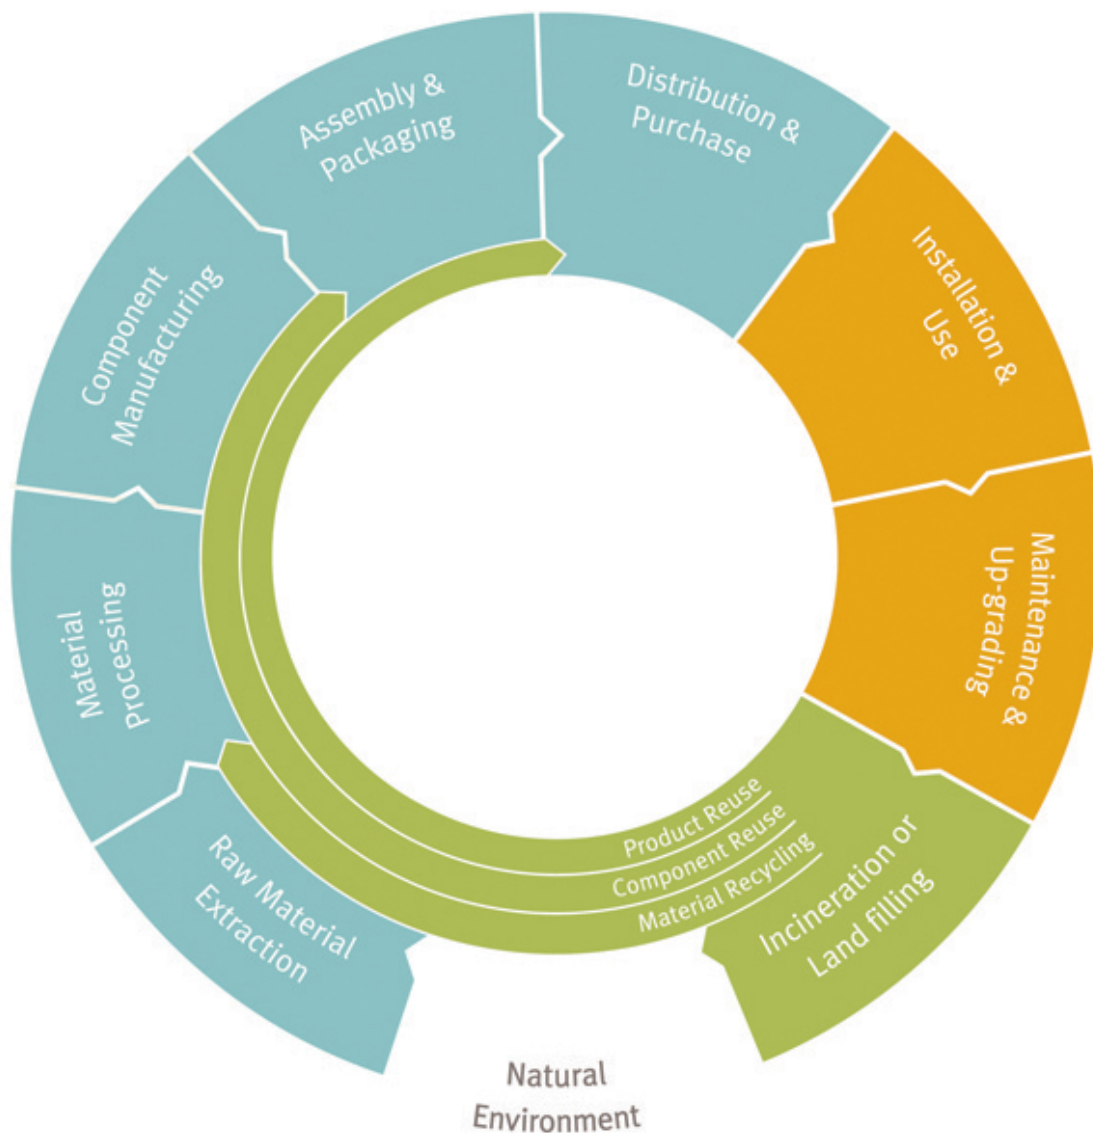 Assembly &
Packaging
Distribution &
Purchase
Installation &
Use
Maintenance &
Up-grading
Incineration or
Land filling
Product Reuse
Component Reuse
Material Recycling
Natural
Environment
Raw Material
Extraction
Material
Processing
Component
Manufacturing